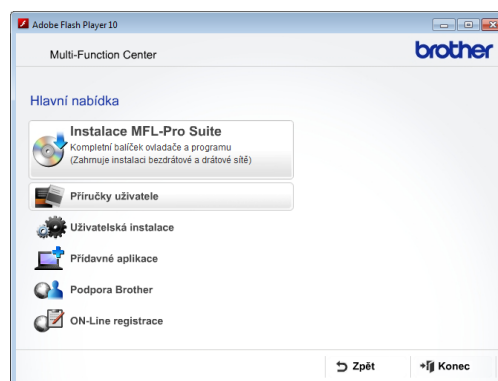 Adobe Flash Player 10
Multi-Function Center
brother
Hlavní nabídka
Instalace MFL-Pro Suite
Kompletní balíček ovladače a programu
(Zahrnuje instalaci bezdrátové a drátové sítě)
Příručky uživatele
Uživatelská instalace
Přídavné aplikace
Podpora Brother
ON-Line registrace
Zpět
Konec